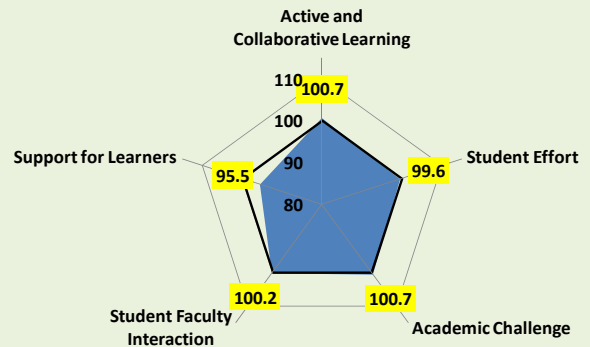 Active and
Collaborative Learning
110
100.7
100
Support for Learners
Student Effort
90
95.5
99.6
80
100.2
100.7
Student Faculty
Interaction
Academic Challenge